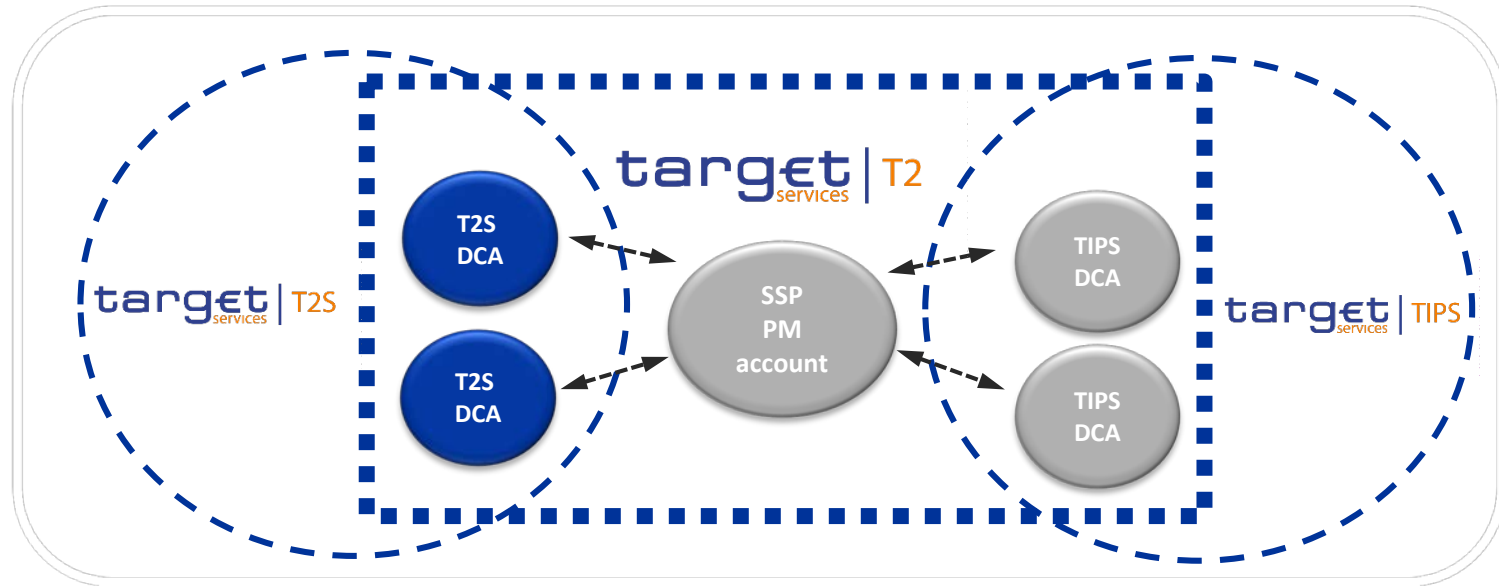 target | T2
services
T2S
DCA
TIPS
DCA
SSP
PM
account
target | T2S
services
target | TIPS
services
T2S
DCA
TIPS
DCA